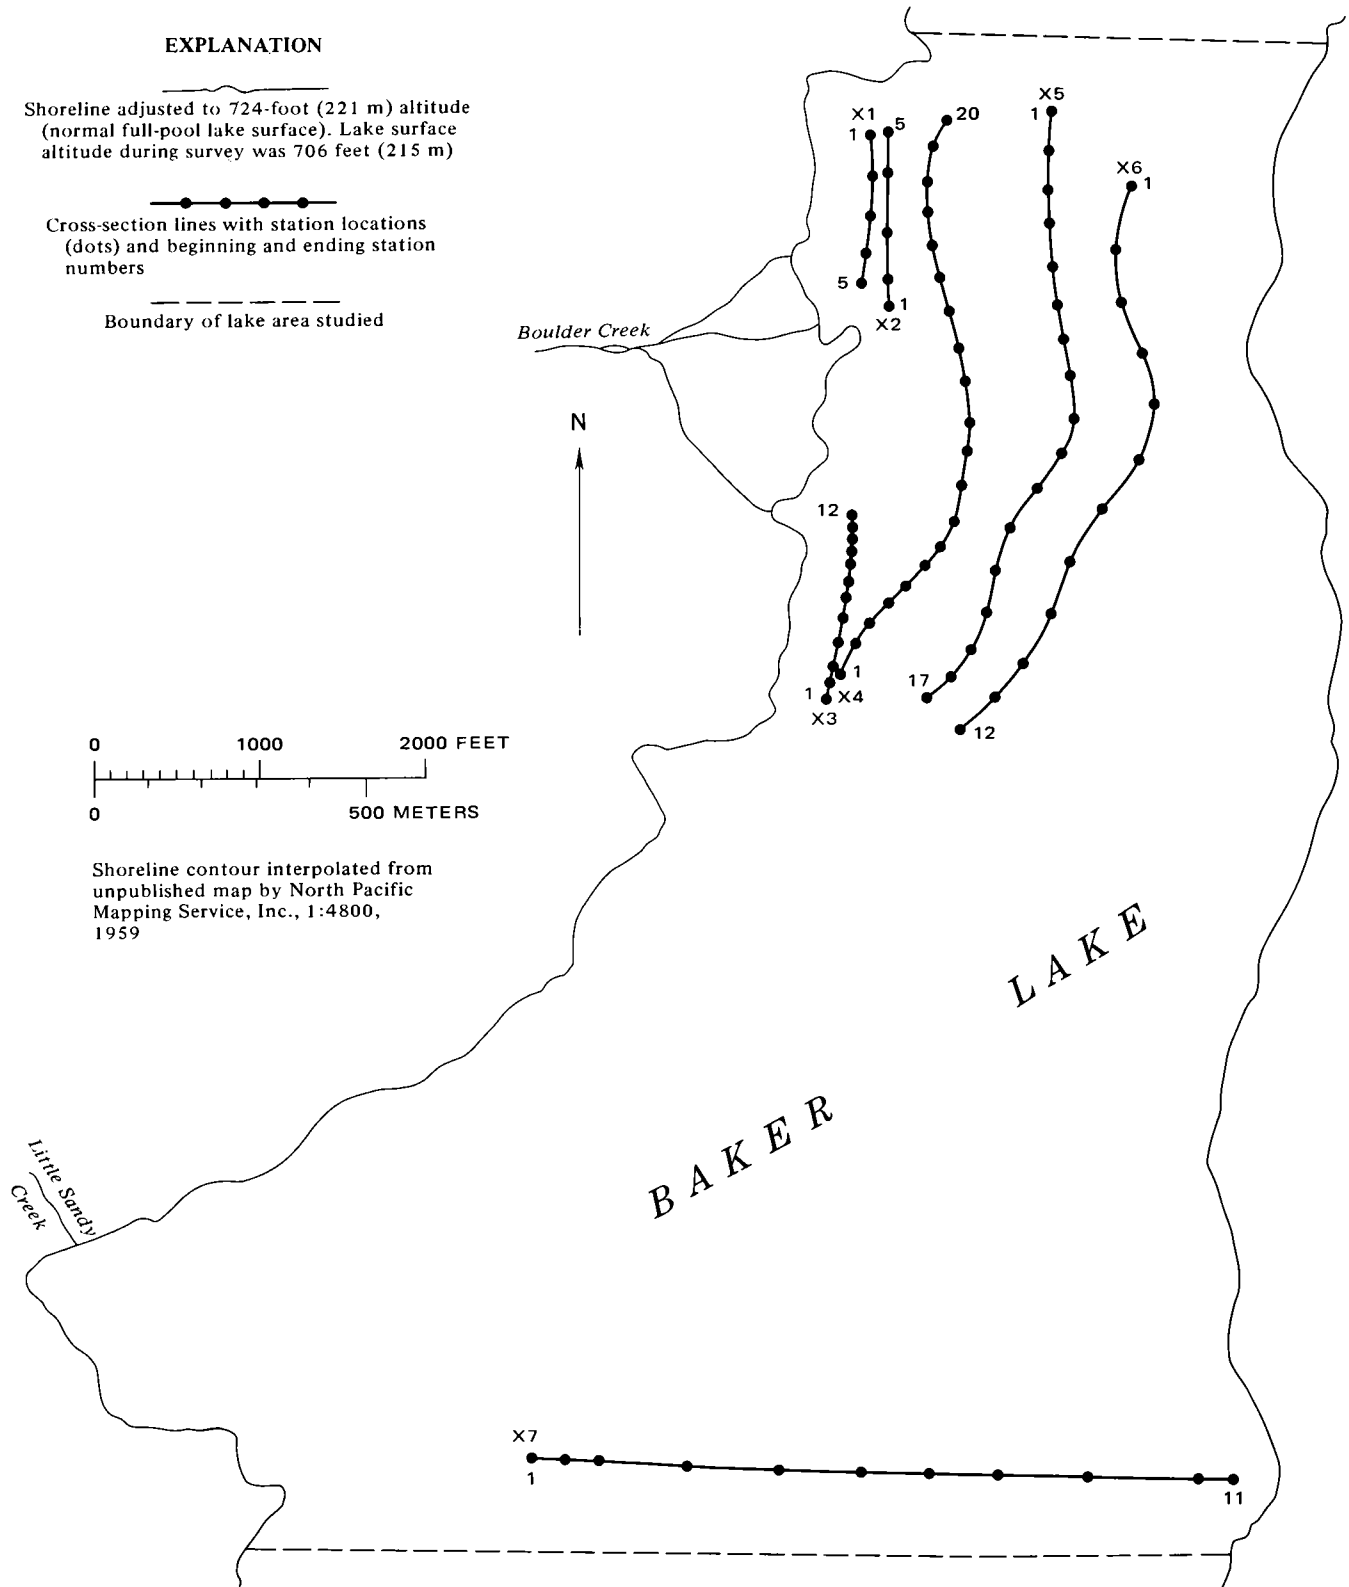 EXPLANATION
Shoreline adjusted to 724-foot (221 m) altitude
(normal full-pool lake surface). Lake surface
altitude during survey was 706 feet (215 m)
Cross-section lines with station locations
(dots) and beginning and ending station
numbers
Boundary of lake area studied
X1
1
5
5
1
X2
20
X5
1
X6
1
Boulder Creek
N
12
1
X3
1
X4
17
12
0 1000 2000 FEET
0 500 METERS
Shoreline contour interpolated from
unpublished map by North Pacific
Mapping Service, Inc., 1:4800,
1959
LAKE
BAKER
Little Sandy
Creek
X7
1
11